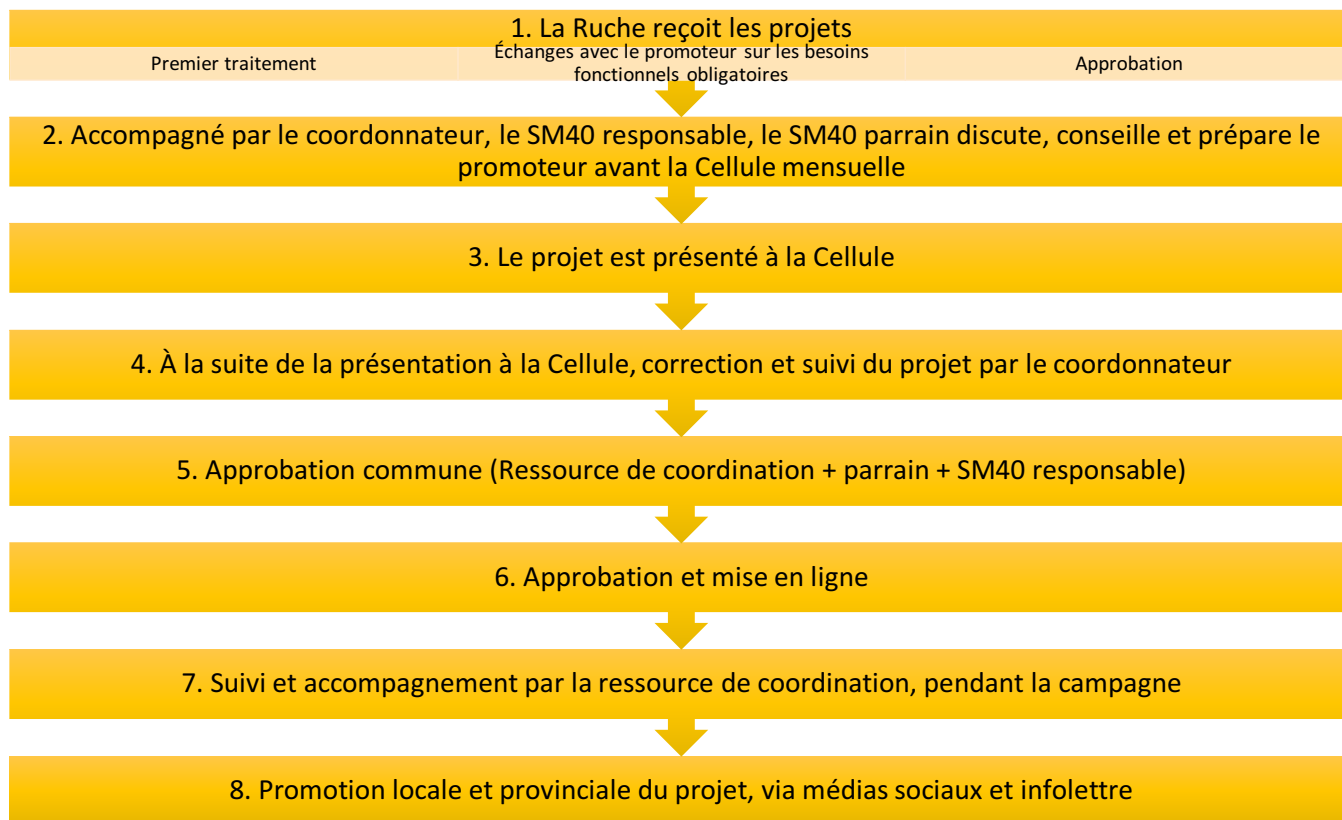 1. La Ruche reçoit les projets
Premier traitement
Échanges avec le promoteur sur les besoins
fonctionnels obligatoires
Approbation
2. Accompagné par le coordonnateur, le SM40 responsable, le SM40 parrain discute, conseille et prépare le
promoteur avant la Cellule mensuelle
3. Le projet est présenté à la Cellule
4. À la suite de la présentation à la Cellule, correction et suivi du projet par le coordonnateur
5. Approbation commune (Ressource de coordination + parrain + SM40 responsable)
6. Approbation et mise en ligne
7. Suivi et accompagnement par la ressource de coordination, pendant la campagne
8. Promotion locale et provinciale du projet, via médias sociaux et infolettre